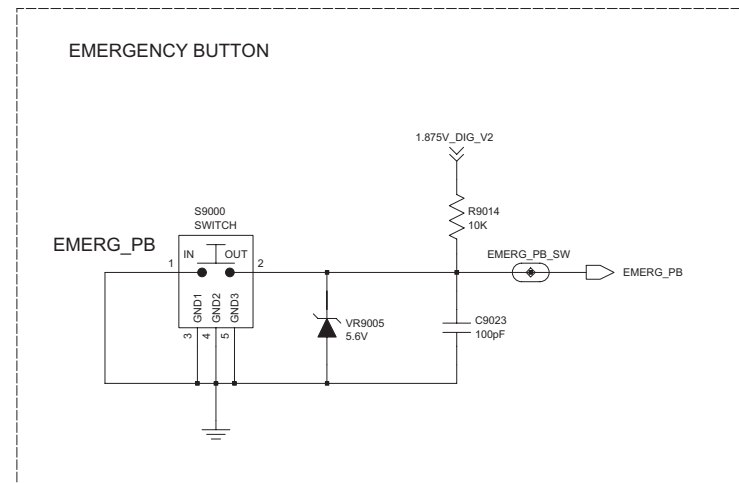 EMERGENCY BUTTON
1.875V_DIG_V2
R9014
10K
S9000
SWITCH
EMERG_PB
IN
OUT
1
2
GND1
GND2
GND3
3
4
5
EMERG_PB_SW
EMERG_PB
VR9005
5.6V
C9023
100pF